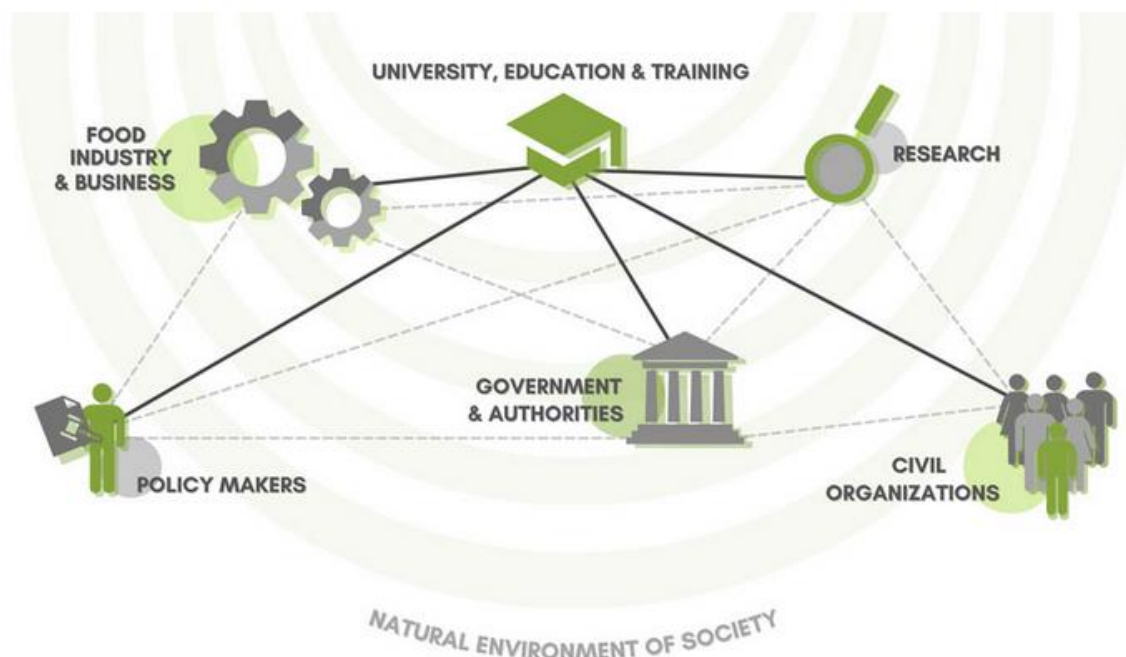 UNIVERSITY, EDUCATION & TRAINING
FOOD
INDUSTRY
& BUSINESS
RESEARCH
GOVERNMENT
& AUTHORITIES
POLICY MAKERS
CIVIL
ORGANIZATIONS
NATURAL ENVIRONMENT OF SOCIETY